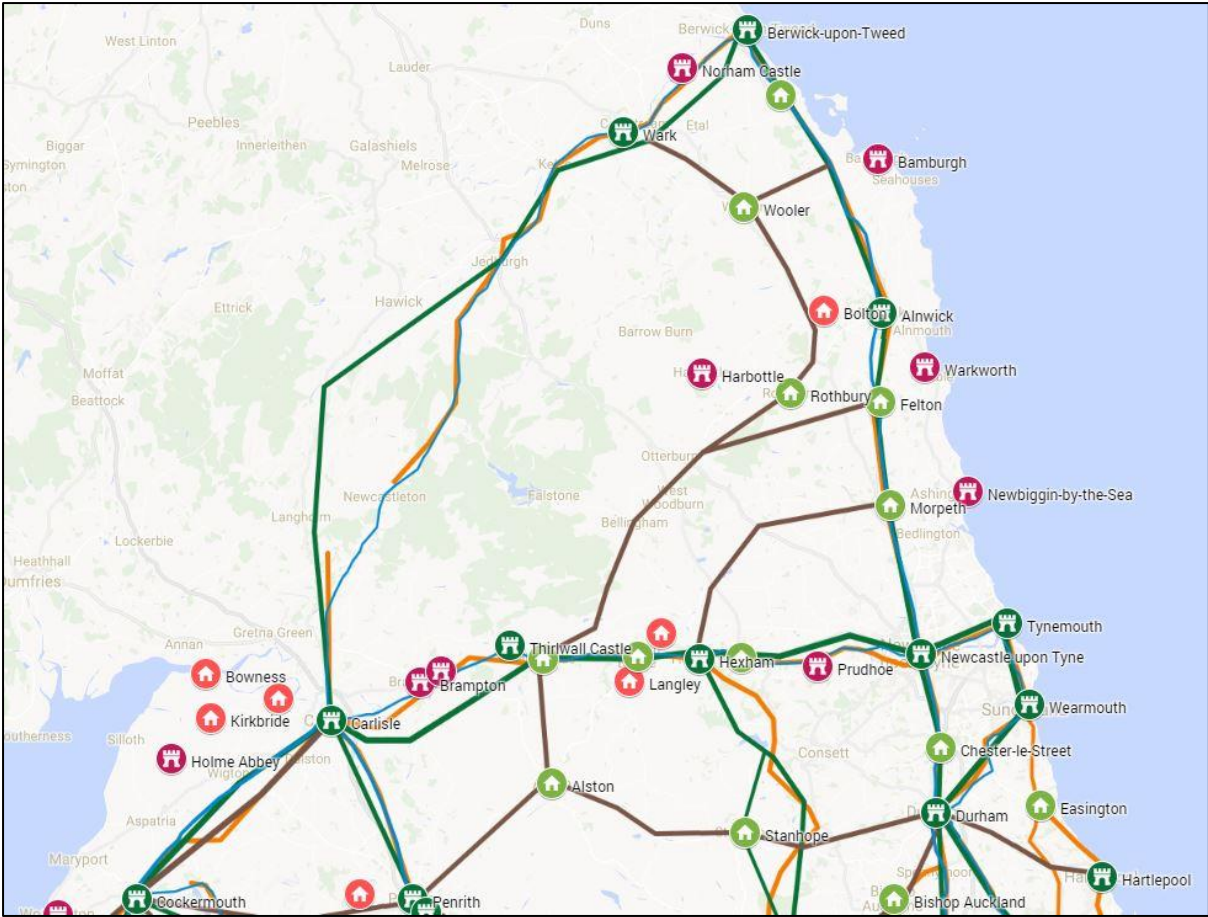 Duns
Berwick-upon-Tweed
West Linton
Lauder
Norham Castle
Peebles
Etal
Wark
Biggar
Innerleithen
Galashiels
Melrose
Symington
Bamburgh
Seahouses
Wooler
Jedburgh
Ettrick
Hawick
Bolton
Alnwick
Barrow Burn
Alnmouth
Moffat
Harbottle
Warkworth
Beattock
Rothbury
Felton
Otterburn
Newcastleton
Falstone
West
Woodburn
Newbiggin-by-the-Sea
Langholm
Bellingham
Morpeth
Bedlington
Lockerbie
Heathhall
Dumfries
Gretna Green
Tynemouth
Annan
Thirlwall Castle
Hexham
Newcastle upon Tyne
Prudhoe
Bowness
Brampton
Langley
Wearmouth
Kirkbride
Carlisle
Silloth
Consett
Chester-le-Street
Holme Abbey
Dalston
Wigton
Alston
Easington
Aspatria
Stanhope
Durham
Maryport
Hartlepool
Cockermouth
Penrith
Bishop Auckland